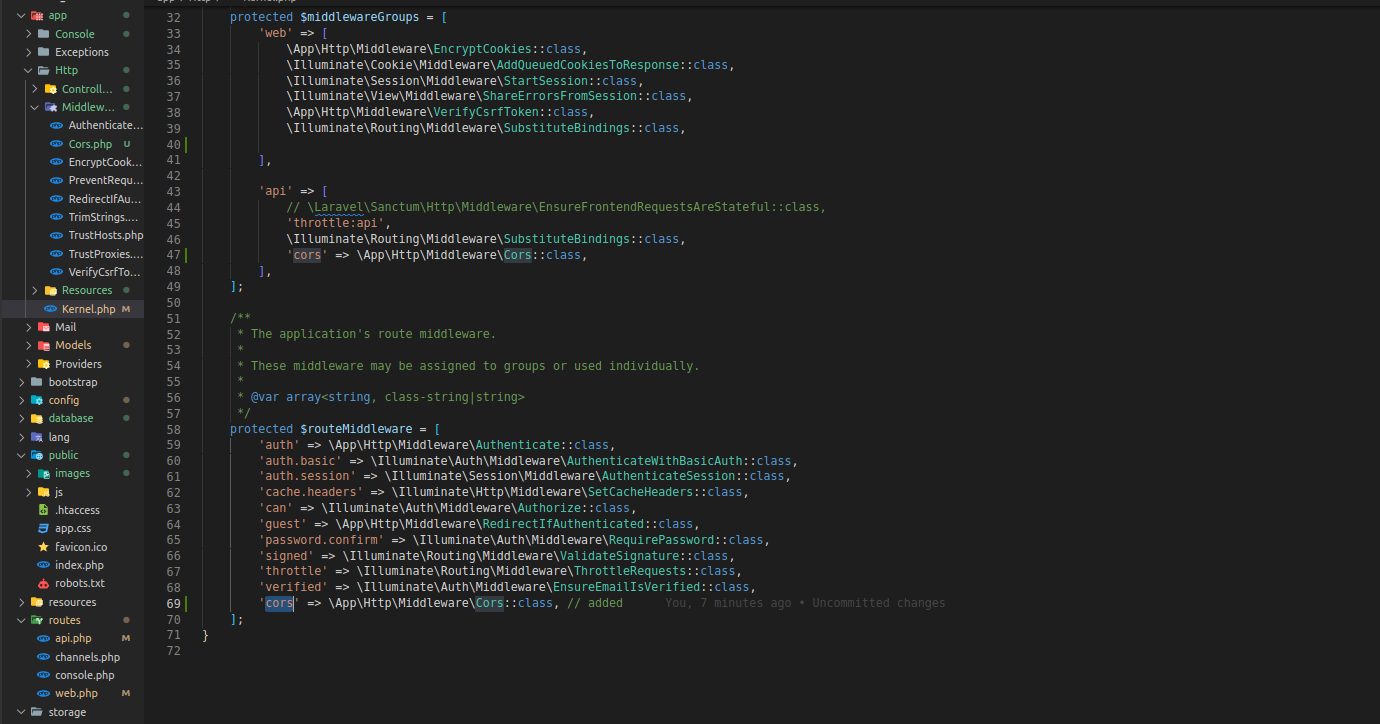 app
Console
Exceptions
Http
Controll...
Middlew...
Authenticate...
Cors.php U
EncryptCook...
PreventRequ...
RedirectIfAu...
TrimStrings....
TrustHosts.php
TrustProxies....
VerifyCsrfTo...
Resources
Kernel.php M
Mail
Models
Providers
bootstrap
config
database
lang
public
images
js
.htaccess
app.css
favicon.ico
index.php
robots.txt
resources
routes
api.php M
channels.php
console.php
web.php M
storage
32 protected $middlewareGroups = [
33 'web' => [
34 \App\Http\Middleware\EncryptCookies::class,
35 \Illuminate\Cookie\Middleware\AddQueuedCookiesToResponse::class,
36 \Illuminate\Session\Middleware\StartSession::class,
37 \Illuminate\View\Middleware\ShareErrorsFromSession::class,
38 \App\Http\Middleware\VerifyCsrfToken::class,
39 \Illuminate\Routing\Middleware\SubstituteBindings::class,
40
41 ],
42
43 'api' => [
44 // \Laravel\Sanctum\Http\Middleware\EnsureFrontendRequestsAreStateful::class,
45 'throttle:api',
46 \Illuminate\Routing\Middleware\SubstituteBindings::class,
47 'cors' => \App\Http\Middleware\Cors::class,
48 ],
49 ];
50
51 /**
52 * The application's route middleware.
53 *
54 * These middleware may be assigned to groups or used individually.
55 *
56 * @var array<string, class-string|string>
57 */
58 protected $routeMiddleware = [
59 'auth' => \App\Http\Middleware\Authenticate::class,
60 'auth.basic' => \Illuminate\Auth\Middleware\AuthenticateWithBasicAuth::class,
61 'auth.session' => \Illuminate\Session\Middleware\AuthenticateSession::class,
62 'cache.headers' => \Illuminate\Http\Middleware\SetCacheHeaders::class,
63 'can' => \Illuminate\Auth\Middleware\Authorize::class,
64 'guest' => \App\Http\Middleware\RedirectIfAuthenticated::class,
65 'password.confirm' => \Illuminate\Auth\Middleware\RequirePassword::class,
66 'signed' => \Illuminate\Routing\Middleware\ValidateSignature::class,
67 'throttle' => \Illuminate\Routing\Middleware\ThrottleRequests::class,
68 'verified' => \Illuminate\Auth\Middleware\EnsureEmailIsVerified::class,
69 'cors' => \App\Http\Middleware\Cors::class, // added You, 7 minutes ago • Uncommitted changes
70 ];
71 }
72